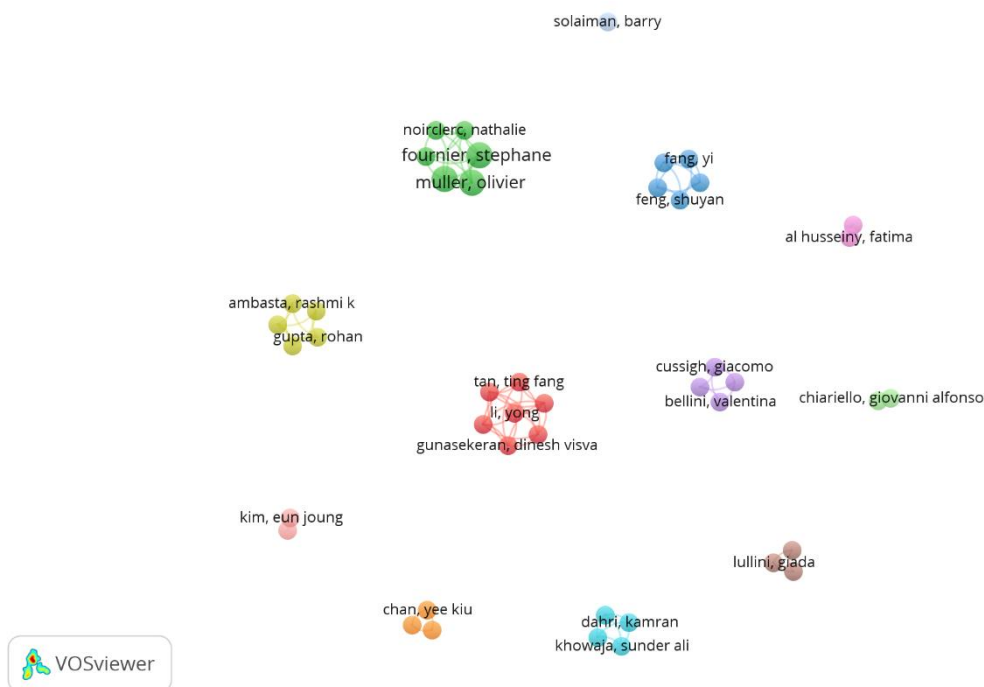 solaiman, barry
noirclerc, nathalie
fournier, stephane
muller, olivier
fang, yi
feng, shuyan
al husseiny, fatima
ambasta, rashmi k
gupta, rohan
cussigh, giacomo
bellini, valentina
chiariello, giovanni alfonso
tan, ting fang
li, yong
gunasekeran, dinesh visva
kim, eun joung
lullini, giada
chan, yee kiu
dahri, kamran
khowaja, sunder ali
VOSviewer